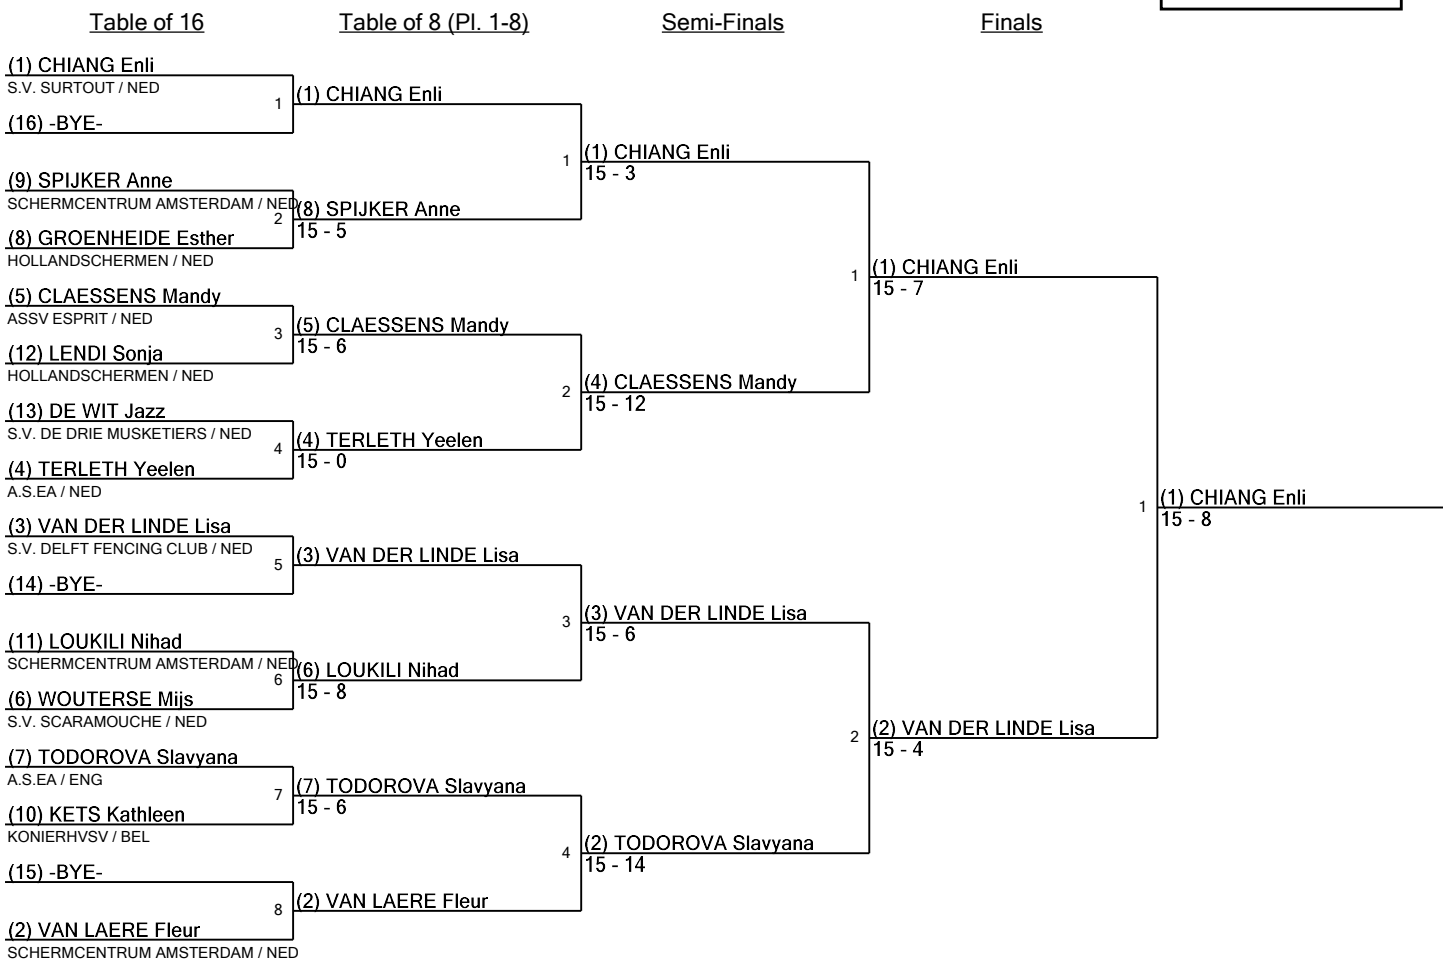 Table of 16
Table of 8 (Pl. 1-8)
Semi-Finals
Finals
(1) CHIANG Enli
S.V. SURTOUT / NED
1
(16) -BYE-
(9) SPIJKER Anne
SCHERMCENTRUM AMSTERDAM / NED
2
(8) GROENHEIDE Esther
HOLLANDSCHERMEN / NED
(5) CLAESSENS Mandy
ASSV ESPRIT / NED
3
(12) LENDI Sonja
HOLLANDSCHERMEN / NED
(13) DE WIT Jazz
S.V. DE DRIE MUSKETIERS / NED
4
(4) TERLETH Yeelen
A.S.EA / NED
(3) VAN DER LINDE Lisa
S.V. DELFT FENCING CLUB / NED
5
(14) -BYE-
(11) LOUKILI Nihad
SCHERMCENTRUM AMSTERDAM / NED
6
(6) WOUTERSE Mijs
S.V. SCARAMOUCHE / NED
(7) TODOROVA Slavyana
A.S.EA / ENG
7
(10) KETS Kathleen
KONIERHVSV / BEL
(15) -BYE-
8
(2) VAN LAERE Fleur
SCHERMCENTRUM AMSTERDAM / NED
(1) CHIANG Enli
1
(8) SPIJKER Anne
15 - 5
(5) CLAESSENS Mandy
15 - 6
2
(4) TERLETH Yeelen
15 - 0
(3) VAN DER LINDE Lisa
3
(6) LOUKILI Nihad
15 - 8
(7) TODOROVA Slavyana
15 - 6
4
(2) VAN LAERE Fleur
(1) CHIANG Enli
15 - 3
1
(4) CLAESSENS Mandy
15 - 12
(3) VAN DER LINDE Lisa
15 - 6
2
(2) TODOROVA Slavyana
15 - 14
(1) CHIANG Enli
15 - 7
1
(2) VAN DER LINDE Lisa
15 - 4
(1) CHIANG Enli
15 - 8